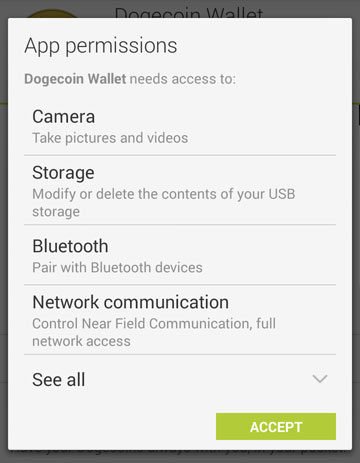 Dogecoin Wallet
App permissions
Dogecoin Wallet needs access to:
Camera
Take pictures and videos
Storage
Modify or delete the contents of your USB
storage
Bluetooth
Pair with Bluetooth devices
Network communication
Control Near Field Communication, full
network access
See all
ACCEPT